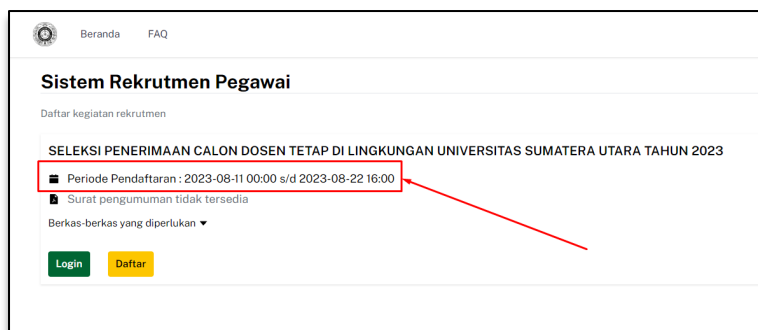 Beranda FAQ
Sistem Rekrutmen Pegawai
Daftar kegiatan rekrutmen
SELEKSI PENERIMAAN CALON DOSEN TETAP DI LINGKUNGAN UNIVERSITAS SUMATERA UTARA TAHUN 2023
Periode Pendaftaran : 2023-08-11 00:00 s/d 2023-08-22 16:00
Surat pengumuman tidak tersedia
Berkas-berkas yang diperlukan
Login Daftar